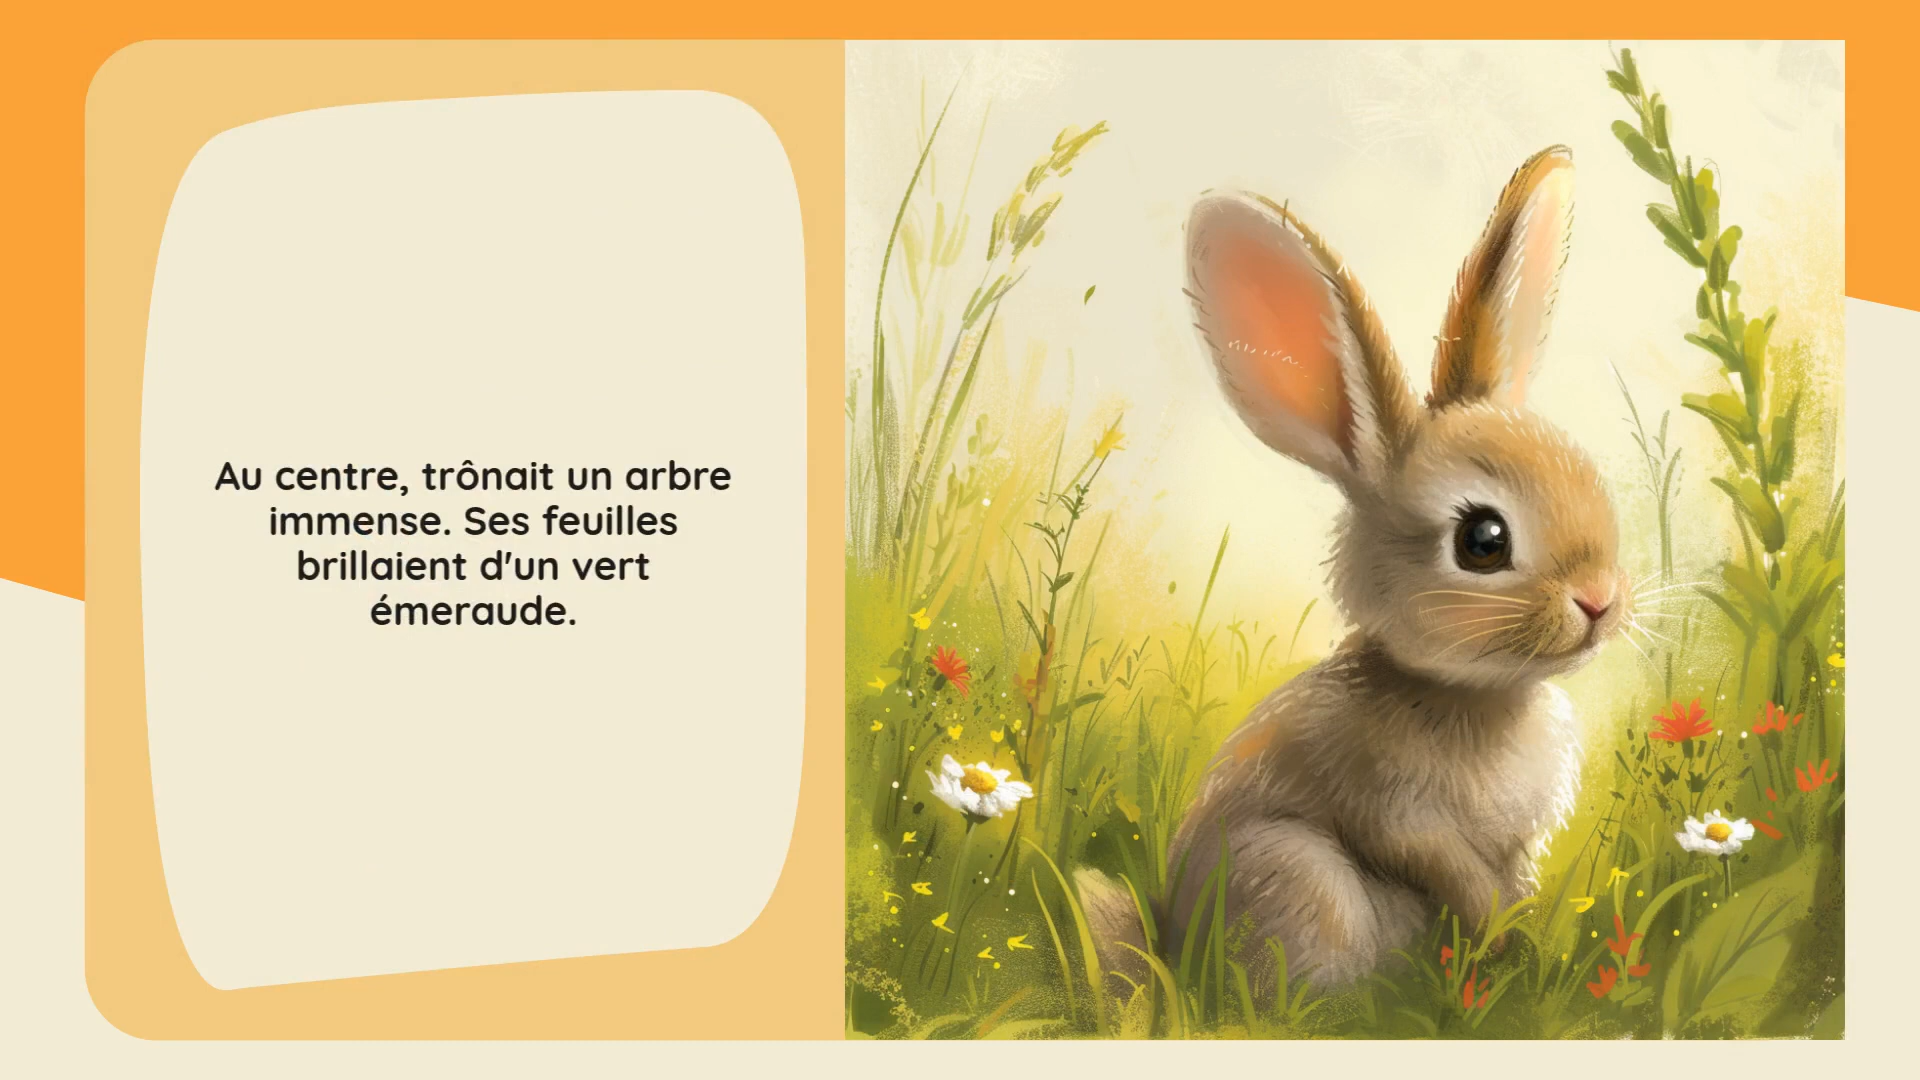 Au centre, trônait un arbre
immense. Ses feuilles
brillaient d'un vert
émeraude.